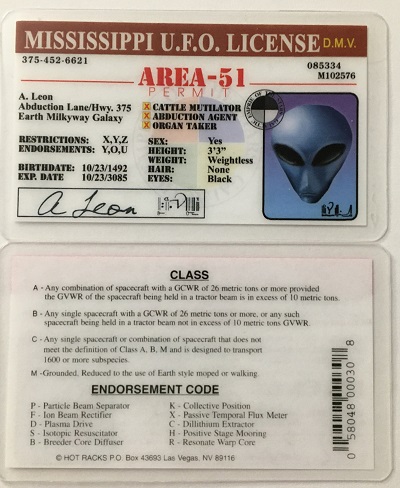 MISSISSIPPI U.F.O. LICENSE D.M.V.
375-452-6621
085334
M102576
AREA-51
PERMIT
A. Leon
Abduction Lane/Hwy. 375
Earth Milkyway Galaxy
X CATTLE MUTILATOR
X ABDUCTION AGENT
X ORGAN TAKER
RESTRICTIONS: X,Y,Z
ENDORSEMENTS: Y,O,U
BIRTHDATE: 10/23/1492
EXP. DATE 10/23/3085
SEX: Yes
HEIGHT: 3'3"
WEIGHT: Weightless
HAIR: None
EYES: Black
A Leon
CLASS
A - Any combination of spacecraft with a GCWR of 26 metric tons or more provided
the GVWR of the spacecraft being held in a tractor beam is in excess of 10 metric tons.
B - Any single spacecraft with a GCWR of 26 metric tons or more, or any such
spacecraft being held in a tractor beam not in excess of 10 metric tons GVWR.
C - Any single spacecraft or combination of spacecraft that does not
meet the definition of Class A, B, M and is designed to transport
1600 or more subspecies.
M - Grounded. Reduced to the use of Earth style moped or walking.
ENDORSEMENT CODE
P - Particle Beam Separator
F - Ion Beam Rectifier
D - Plasma Drive
S - Isotopic Resuscitator
B - Breeder Core Diffuser
K - Collective Position
X - Passive Temporal Flux Meter
C - Dillithium Extractor
H - Positive Stage Mooring
R - Resonate Warp Core
© HOT RACKS P.O. Box 43693 Las Vegas, NV 89116
0 58048 00030 8